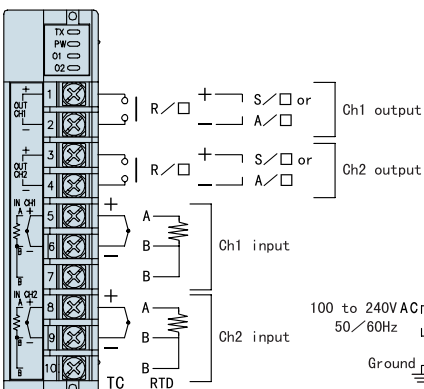 TX
PW
O1
O2
+
OUT
CH1
−
1
2
R/□
+ S/□ or
− A/□
Ch1 output
+
OUT
CH2
−
3
4
R/□
+ S/□ or
− A/□
Ch2 output
IN CH1
A +
B −
B
5
6
7
+
−
A
B
B
Ch1 input
IN CH2
A +
B −
B
8
9
10
+
−
A
B
B
Ch2 input
TC RTD
100 to 240V AC
50/60Hz
Ground